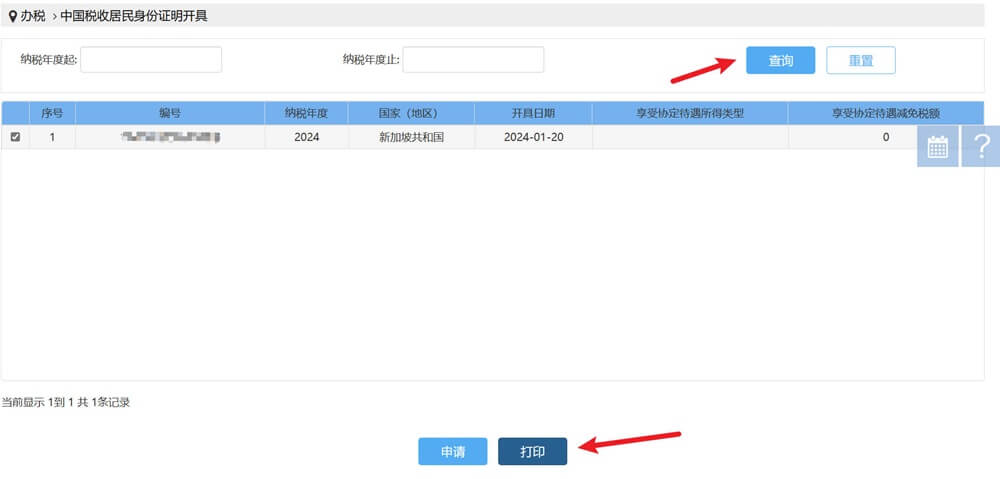 办税 > 中国税收居民身份证明开具
纳税年度起: 纳税年度止: 查询 重置
序号 编号 纳税年度 国家（地区） 开具日期 享受协定待遇所得类型 享受协定待遇减免税额
1 2024 新加坡共和国 2024-01-20 0
?
当前显示 1到 1 共 1条记录
申请 打印